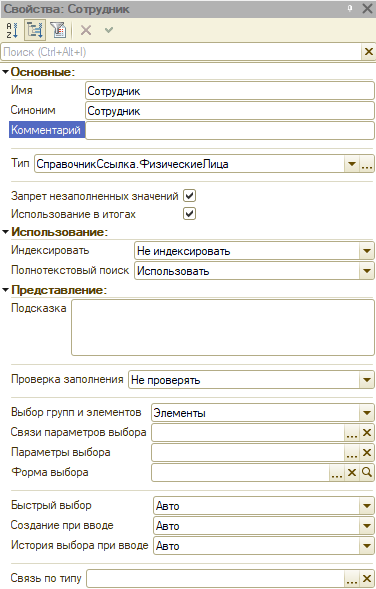 Свойства: Сотрудник
Поиск (Ctrl+Alt+I)
Основные:
Имя Сотрудник
Синоним Сотрудник
Комментарий
Тип СправочникСсылка.ФизическиеЛица
Запрет незаполненных значений
Использование в итогах
Использование:
Индексировать Не индексировать
Полнотекстовый поиск Использовать
Представление:
Подсказка
Проверка заполнения Не проверять
Выбор групп и элементов Элементы
Связи параметров выбора
Параметры выбора
Форма выбора
Быстрый выбор Авто
Создание при вводе Авто
История выбора при вводе Авто
Связь по типу